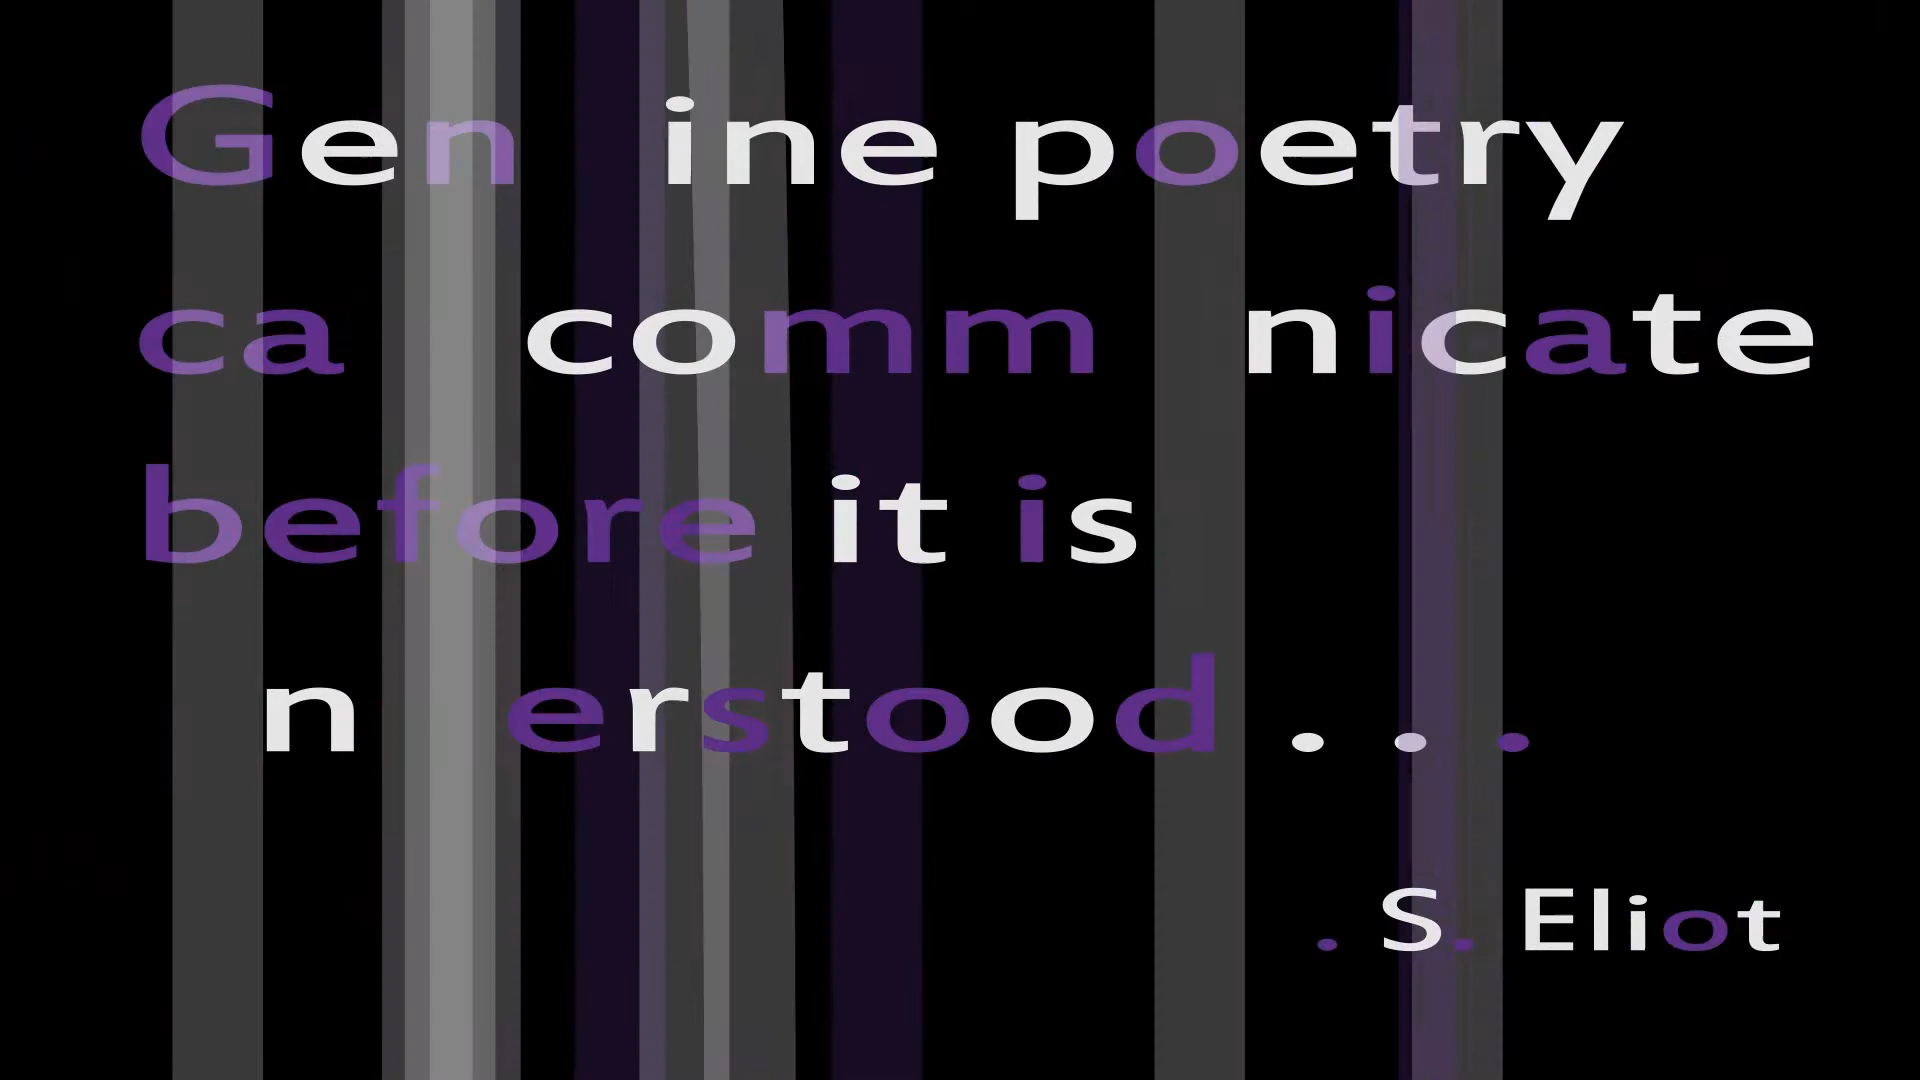 Gen ine poetry
ca comm nicate
before it is
n erstood . . .
. S. Eliot